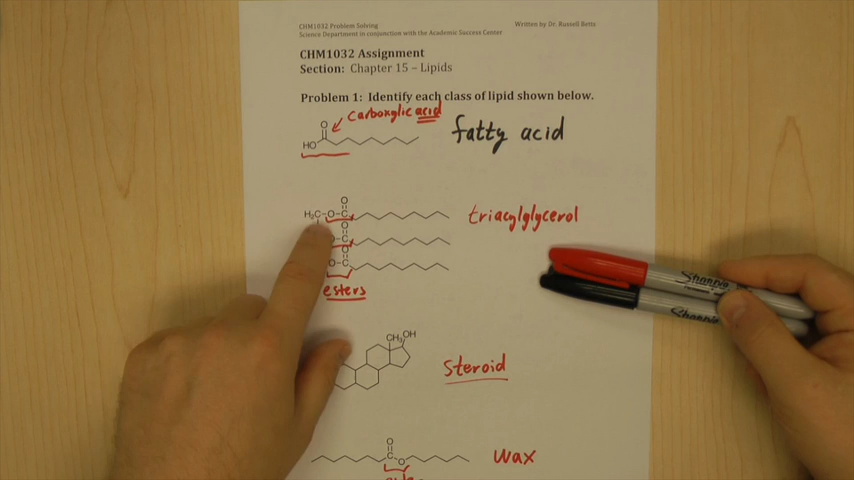 CHM1032 Problem Solving
Written by Dr. Russell Betts
Science Department in conjunction with the Academic Success Center
CHM1032 Assignment
Section: Chapter 15 – Lipids
Problem 1: Identify each class of lipid shown below.
carboxylic acid
O
HO
fatty acid
O
H₂C-O-C
triacylglycerol
O
O-C
O
O-C
esters
CH₃ OH
steroid
O
C
O
wax
Sharpie
Sharpie